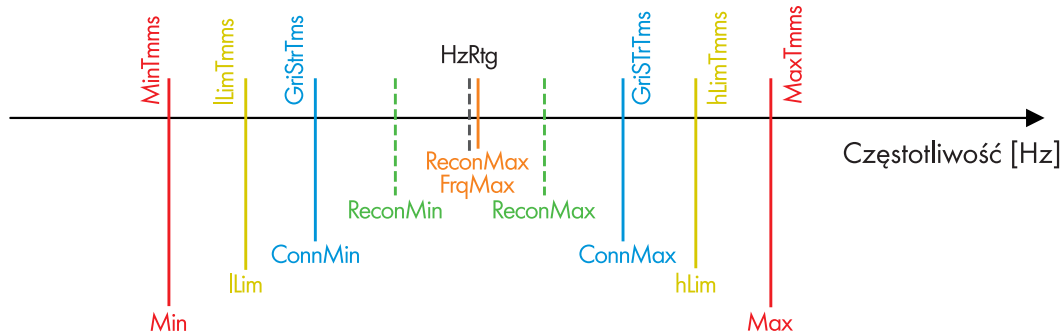 HzRtg
MinTmms
lLimTmms
GriStrTms
GriSTrTms
hLimTmms
MaxTmms
Częstotliwość [Hz]
ReconMax
FrqMax
ReconMin
ReconMax
ConnMin
ConnMax
lLim
hLim
Min
Max